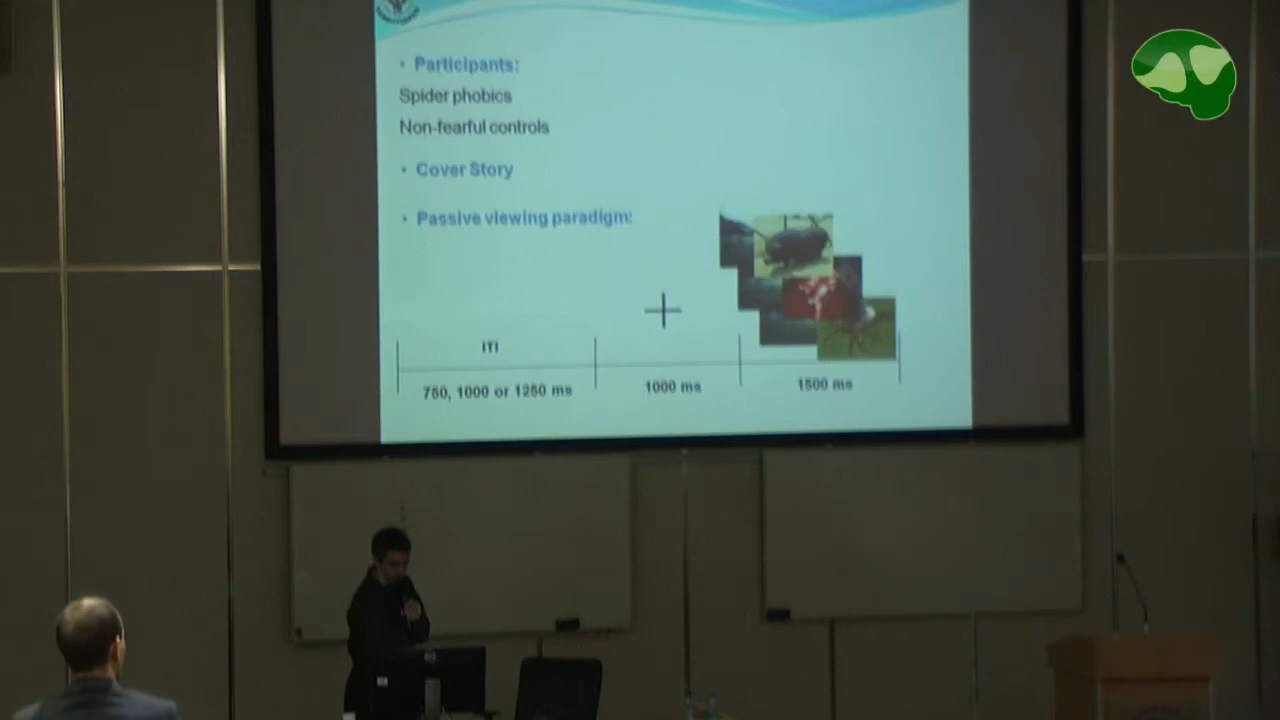 • Participants:
Spider phobics
Non-fearful controls
• Cover Story
• Passive viewing paradigm:
ITI
750, 1000 or 1250 ms
1000 ms
1500 ms